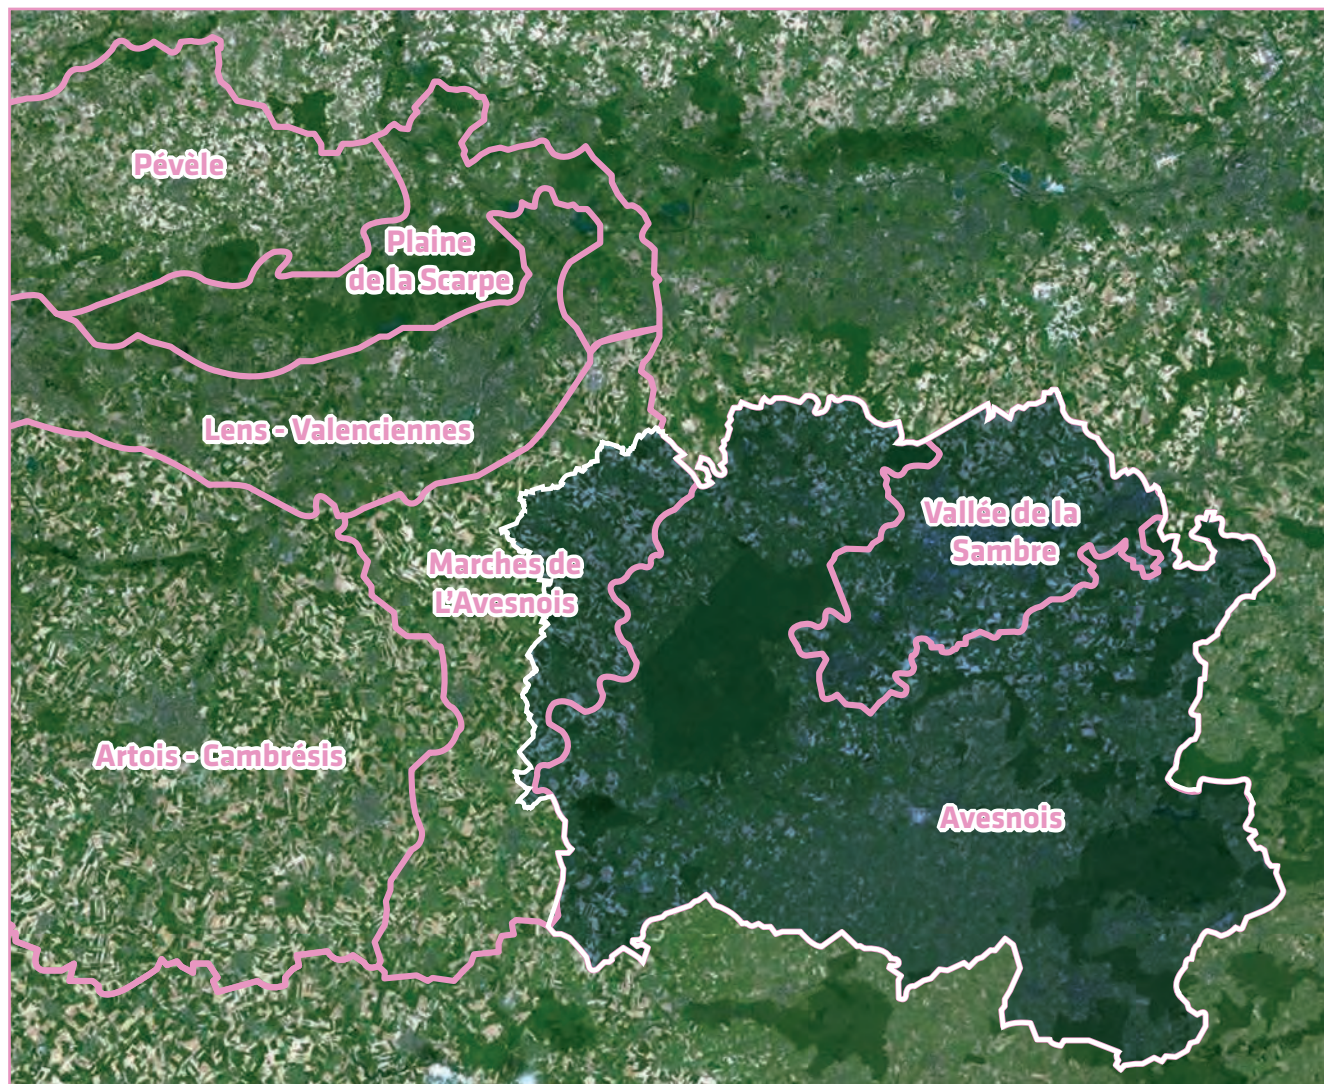 Pévèle
Plaine
de la Scarpe
Lens - Valenciennes
Vallée de la
Sambre
Marches de
L'Avesnois
Artois - Cambrésis
Avesnois